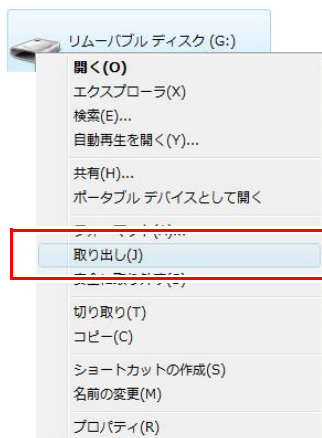 リムーバブル ディスク (G:)
開く(O)
エクスプローラ(X)
検索(E)...
自動再生を開く(Y)...
共有(H)...
ポータブル デバイスとして開く
取り出し(J)
切り取り(T)
コピー(C)
ショートカットの作成(S)
名前の変更(M)
プロパティ(R)